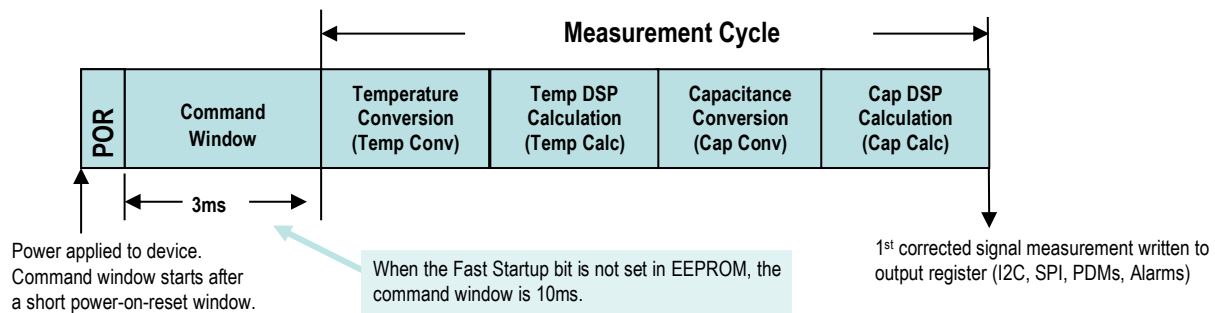 Measurement Cycle
POR
Command
Window
Temperature
Conversion
(Temp Conv)
Temp DSP
Calculation
(Temp Calc)
Capacitance
Conversion
(Cap Conv)
Cap DSP
Calculation
(Cap Calc)
3ms
Power applied to device.
Command window starts after
a short power-on-reset window.
When the Fast Startup bit is not set in EEPROM, the
command window is 10ms.
1st corrected signal measurement written to
output register (I2C, SPI, PDMs, Alarms)